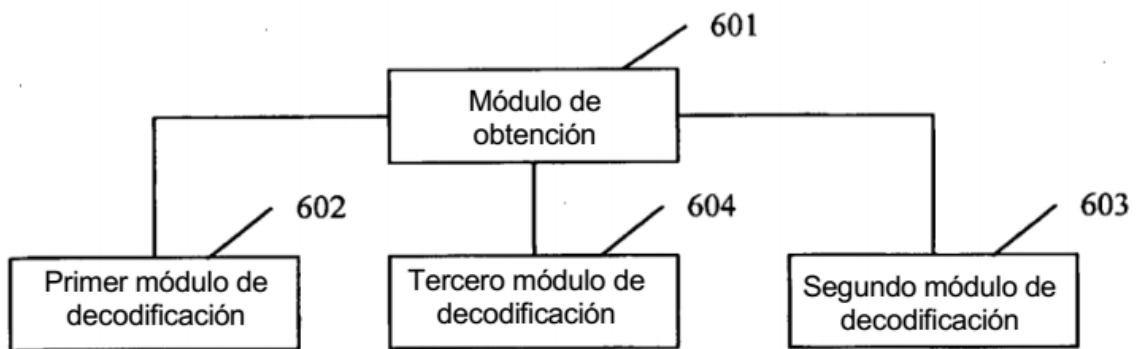 601
Módulo de
obtención
602
604
603
Primer módulo de
decodificación
Tercero módulo de
decodificación
Segundo módulo de
decodificación